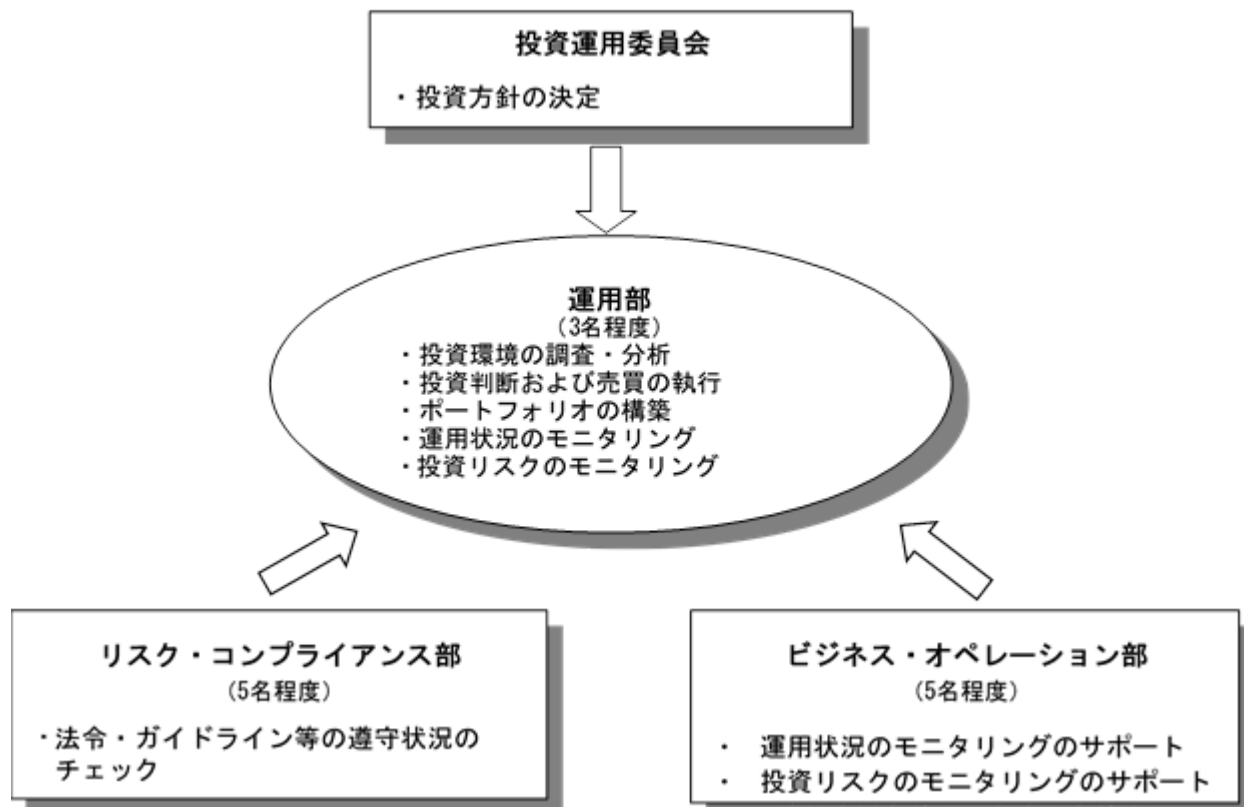 投資運用委員会
・投資方針の決定
運用部
(3名程度)
・投資環境の調査・分析
・投資判断および売買の執行
・ポートフォリオの構築
・運用状況のモニタリング
・投資リスクのモニタリング
リスク・コンプライアンス部
(5名程度)
・法令・ガイドライン等の遵守状況の
チェック
ビジネス・オペレーション部
(5名程度)
・ 運用状況のモニタリングのサポート
・ 投資リスクのモニタリングのサポート